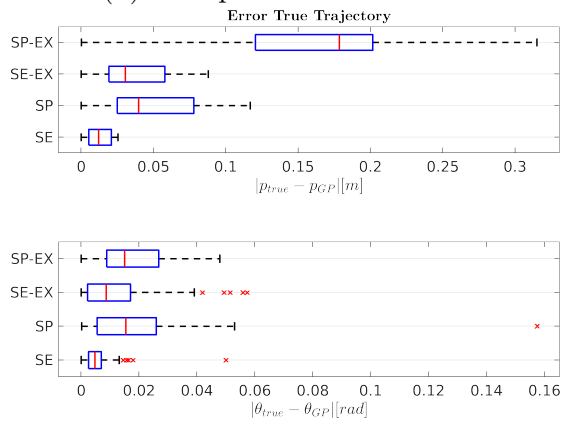 Error True Trajectory
SP-EX
SE-EX
SP
SE
0 0.05 0.1 0.15 0.2 0.25 0.3
|p_true − p_GP|[m]
SP-EX
SE-EX
SP
SE
0 0.02 0.04 0.06 0.08 0.1 0.12 0.14 0.16
|θ_true − θ_GP|[rad]